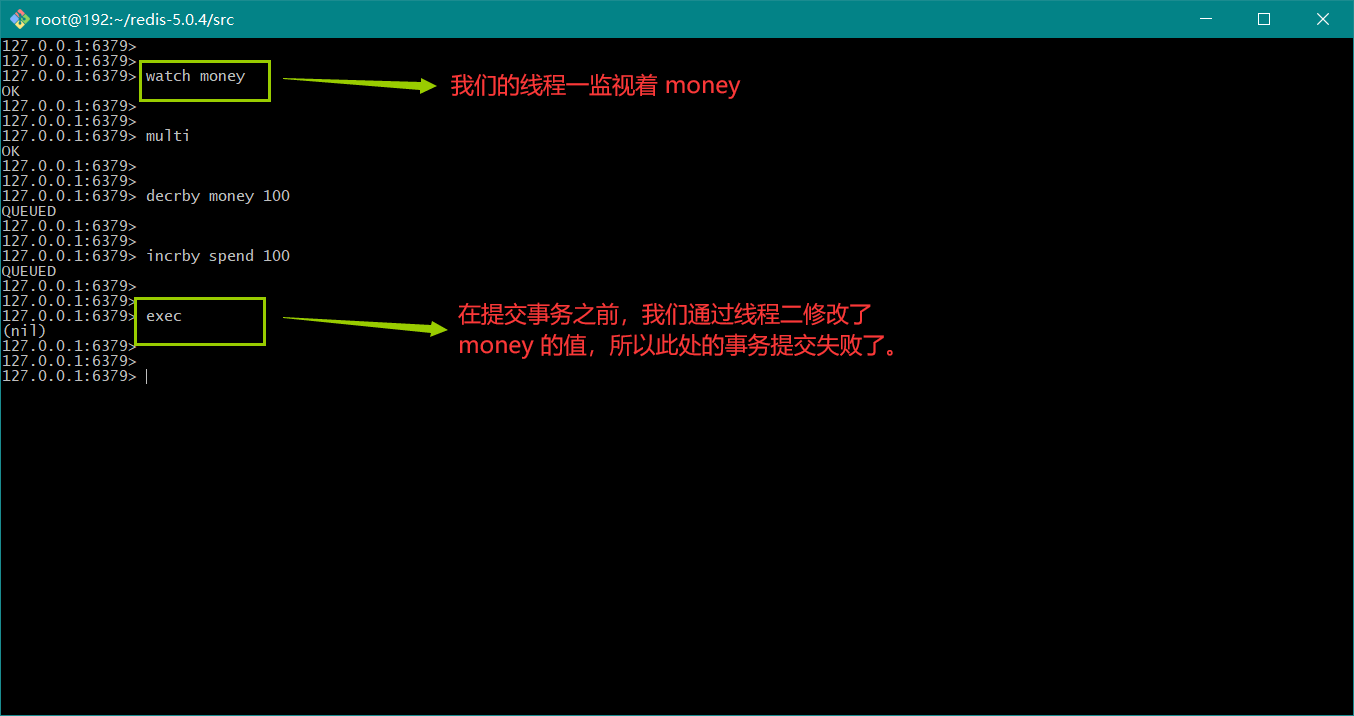 root@192:~/redis-5.0.4/src
127.0.0.1:6379>
127.0.0.1:6379>
127.0.0.1:6379> watch money
我们的线程一监视着 money
OK
127.0.0.1:6379>
127.0.0.1:6379>
127.0.0.1:6379> multi
OK
127.0.0.1:6379>
127.0.0.1:6379>
127.0.0.1:6379> decrby money 100
QUEUED
127.0.0.1:6379>
127.0.0.1:6379>
127.0.0.1:6379> incrby spend 100
QUEUED
127.0.0.1:6379>
127.0.0.1:6379>
127.0.0.1:6379> exec
在提交事务之前，我们通过线程二修改了
money 的值，所以此处的事务提交失败了。
(nil)
127.0.0.1:6379>
127.0.0.1:6379>
127.0.0.1:6379>